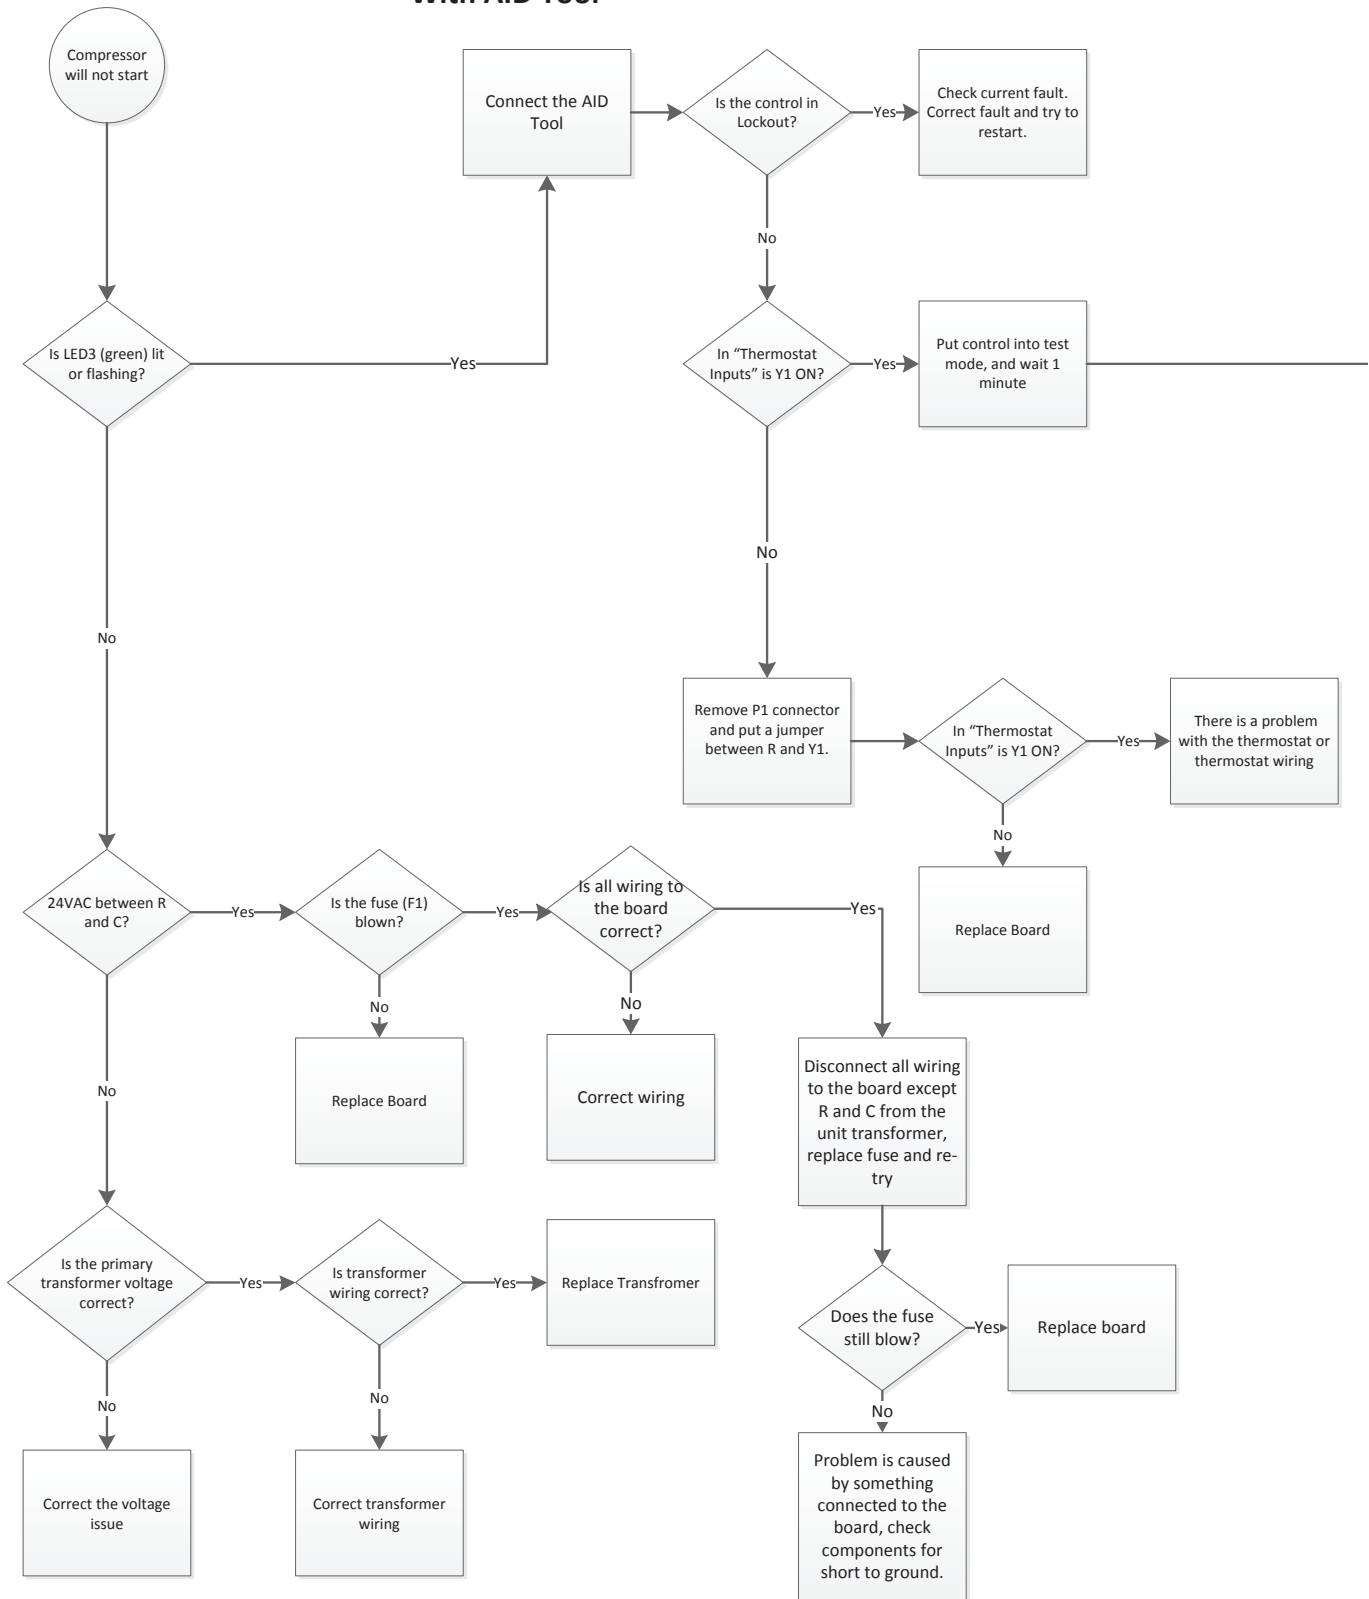 With AID Tool
Compressor
will not start
Connect the AID
Tool
Is the control in
Lockout?
Yes
Check current fault.
Correct fault and try to
restart.
No
Is LED3 (green) lit
or flashing?
Yes
In “Thermostat
Inputs” is Y1 ON?
Yes
Put control into test
mode, and wait 1
minute
No
No
Remove P1 connector
and put a jumper
between R and Y1.
In “Thermostat
Inputs” is Y1 ON?
Yes
There is a problem
with the thermostat or
thermostat wiring
No
Replace Board
24VAC between R
and C?
Yes
Is the fuse (F1)
blown?
Yes
Is all wiring to
the board
correct?
Yes
No
Replace Board
No
Correct wiring
Disconnect all wiring
to the board except
R and C from the
unit transformer,
replace fuse and re-
try
No
Is the primary
transformer voltage
correct?
Yes
Is transformer
wiring correct?
Yes
Replace Transfromer
Does the fuse
still blow?
Yes
Replace board
No
No
No
Correct the voltage
issue
Correct transformer
wiring
Problem is caused
by something
connected to the
board, check
components for
short to ground.